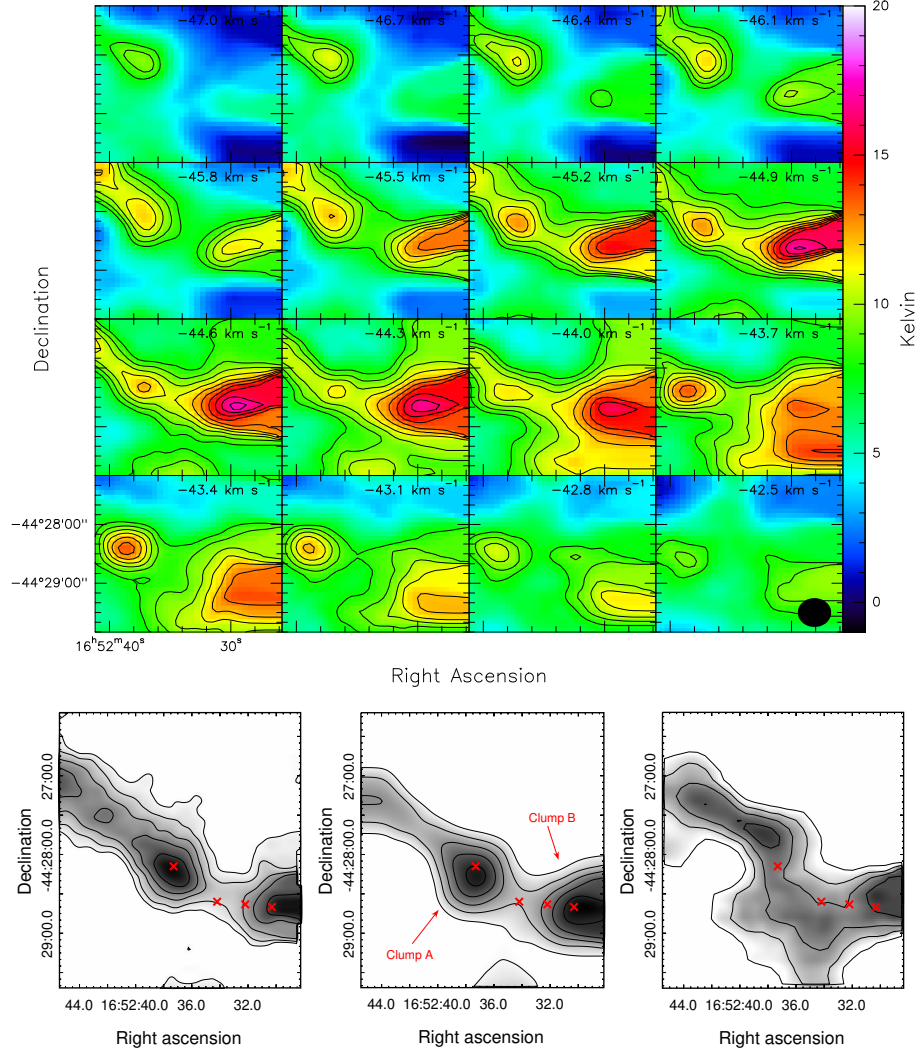 −47.0 km s⁻¹
−46.7 km s⁻¹
−46.4 km s⁻¹
−46.1 km s⁻¹
20
−45.8 km s⁻¹
−45.5 km s⁻¹
−45.2 km s⁻¹
−44.9 km s⁻¹
15
Declination
10
Kelvin
−44.6 km s⁻¹
−44.3 km s⁻¹
−44.0 km s⁻¹
−43.7 km s⁻¹
5
−43.4 km s⁻¹
−43.1 km s⁻¹
−42.8 km s⁻¹
−42.5 km s⁻¹
−44°28'00"
−44°29'00"
0
16ʰ52ᵐ40ˢ
30ˢ
Right Ascension
Declination
27:00.0
-44:28:00.0
29:00.0
44.0 16:52:40.0 36.0 32.0
Right ascension
Declination
27:00.0
-44:28:00.0
29:00.0
Clump B
Clump A
44.0 16:52:40.0 36.0 32.0
Right ascension
Declination
27:00.0
-44:28:00.0
29:00.0
44.0 16:52:40.0 36.0 32.0
Right ascension